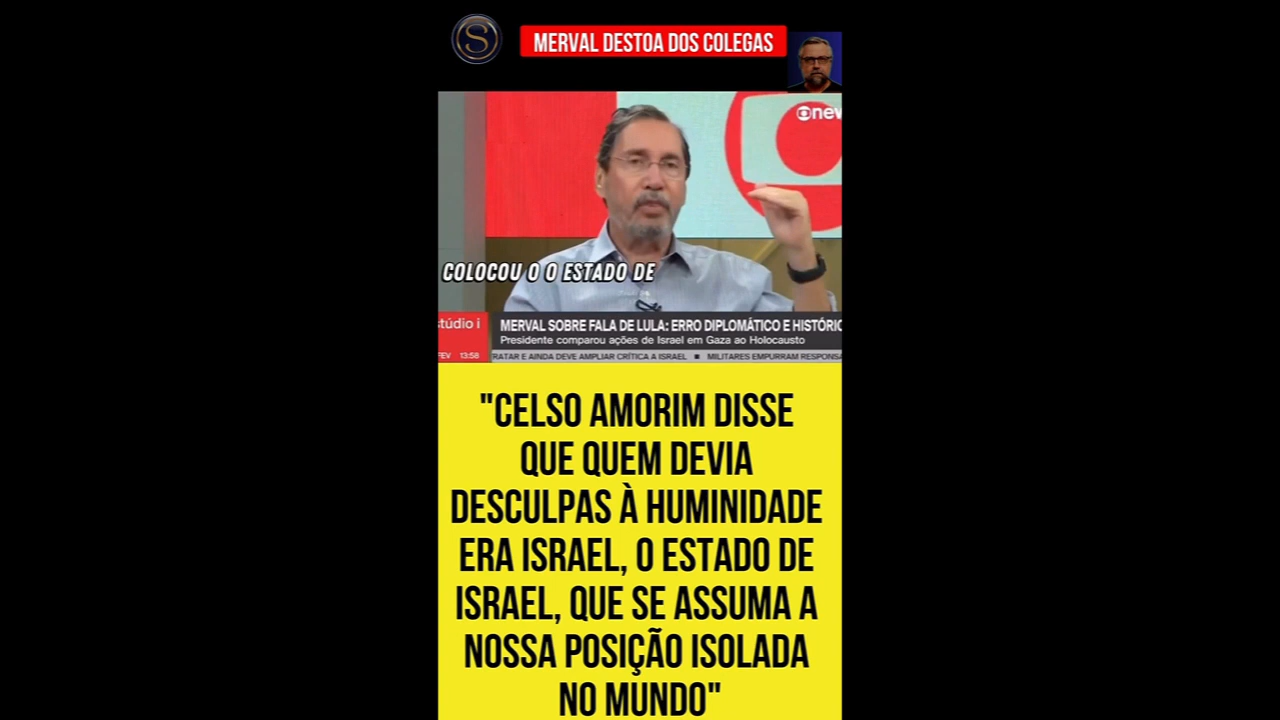 S
MERVAL DESTOA DOS COLEGAS
new
COLOCOU O O ESTADO DE
stúdio i
MERVAL SOBRE FALA DE LULA: ERRO DIPLOMÁTICO E HISTÓRIC
Presidente comparou ações de Israel em Gaza ao Holocausto
FEV 13:58
RATAR E AINDA DEVE AMPLIAR CRÍTICA A ISRAEL ■ MILITARES EMPURRAM RESPONSA
"CELSO AMORIM DISSE
QUE QUEM DEVIA
DESCULPAS À HUMINIDADE
ERA ISRAEL, O ESTADO DE
ISRAEL, QUE SE ASSUMA A
NOSSA POSIÇÃO ISOLADA
NO MUNDO"